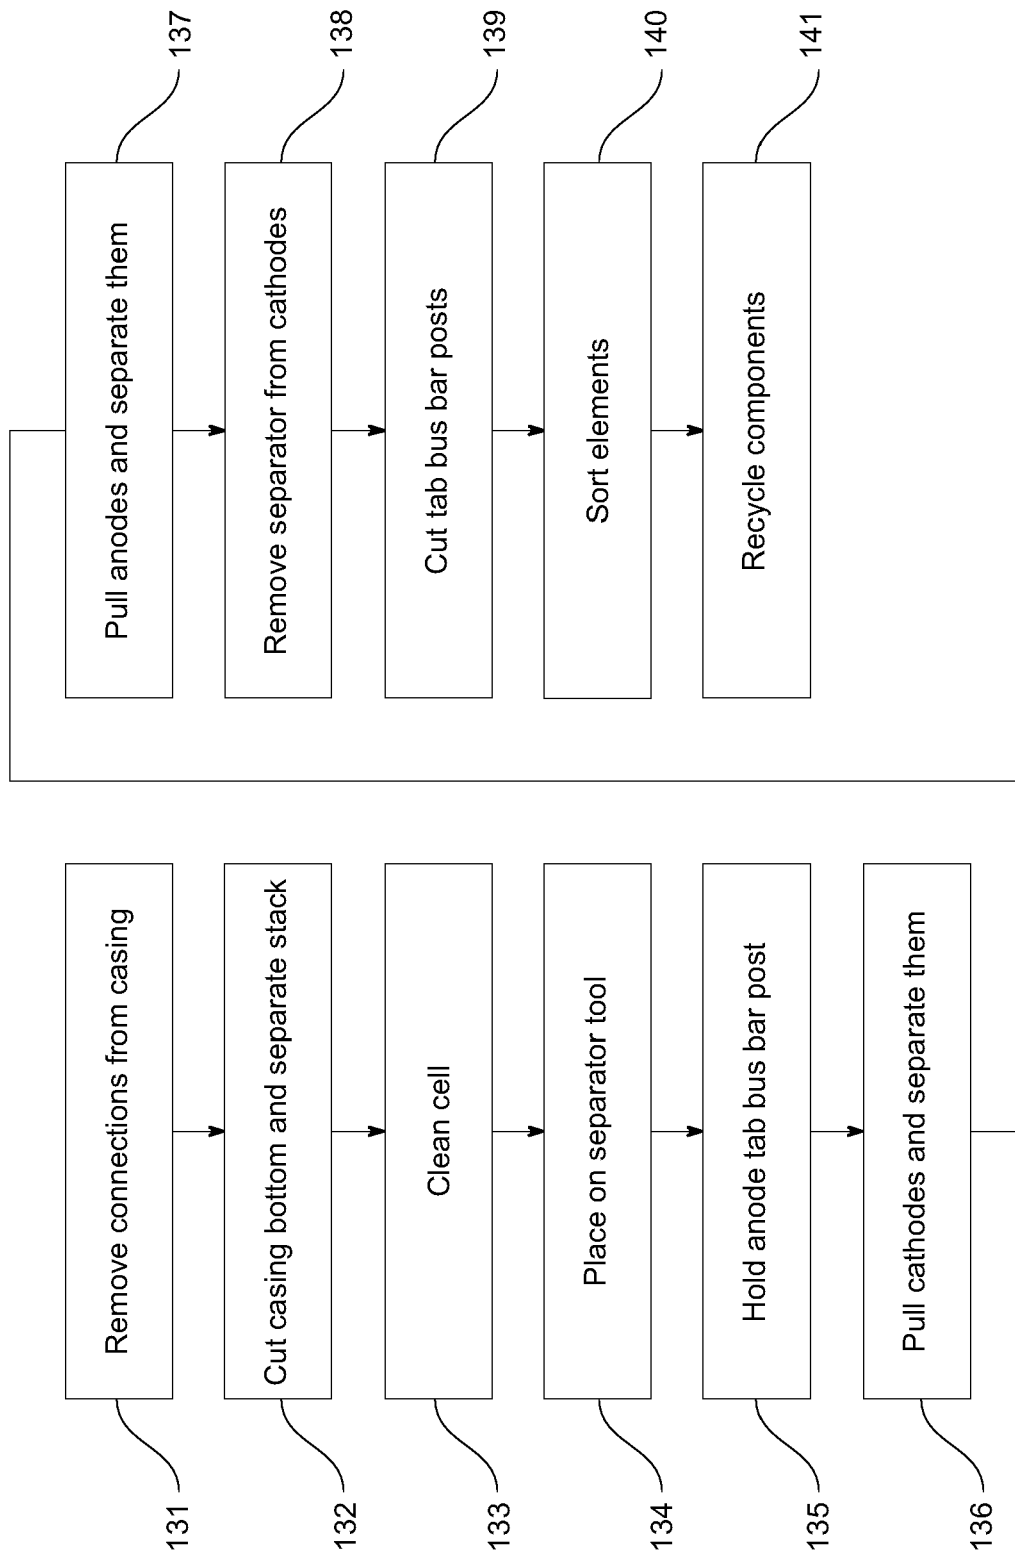 131
Remove connections from casing
132
Cut casing bottom and separate stack
133
Clean cell
134
Place on separator tool
135
Hold anode tab bus bar post
136
Pull cathodes and separate them
Pull anodes and separate them
137
Remove separator from cathodes
138
Cut tab bus bar posts
139
Sort elements
140
Recycle components
141